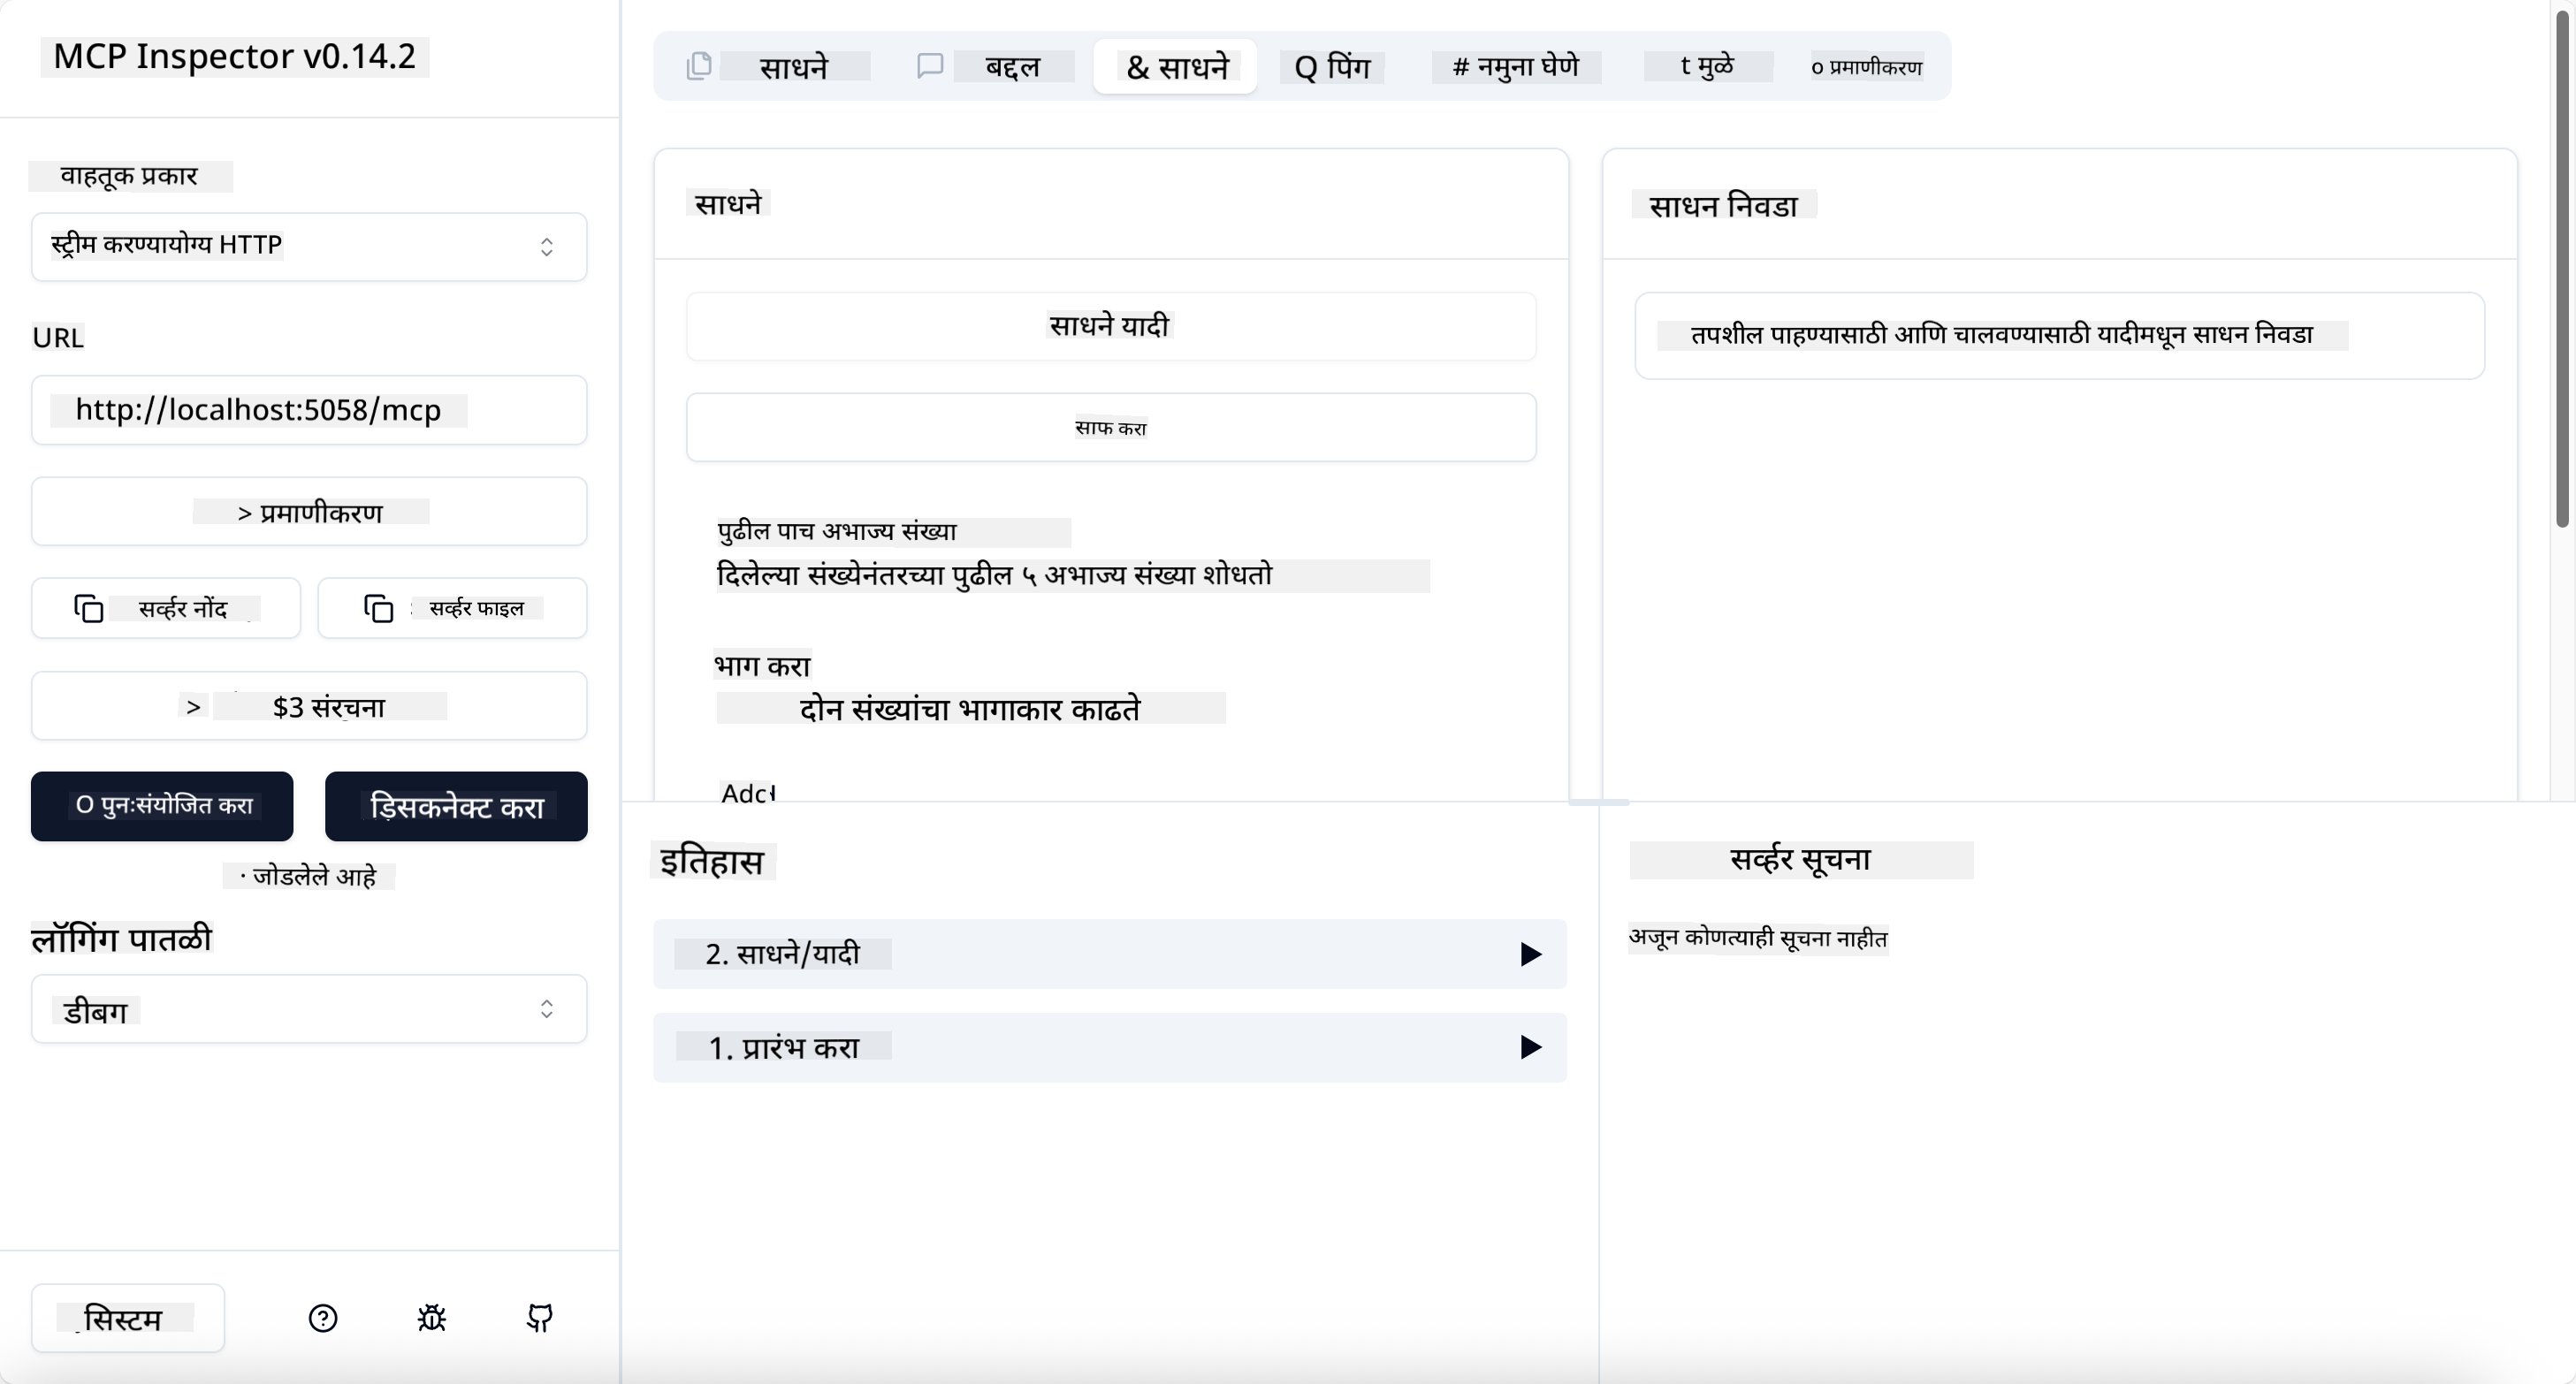 MCP Inspector v0.14.2
वाहतूक प्रकार
स्ट्रीम करण्यायोग्य HTTP
URL
http://localhost:5058/mcp
> प्रमाणीकरण
सर्व्हर नोंद
सर्व्हर फाइल
> $3 संरचना
O पुनःसंयोजित करा
डिसकनेक्ट करा
· जोडलेले आहे
लॉगिंग पातळी
डीबग
सिस्टम
साधने
बद्दल
& साधने
Q पिंग
# नमुना घेणे
t मुळे
o प्रमाणीकरण
साधने
साधने यादी
साफ करा
पुढील पाच अभाज्य संख्या
दिलेल्या संख्येनंतरच्या पुढील ५ अभाज्य संख्या शोधतो
भाग करा
दोन संख्यांचा भागाकार काढते
साधन निवडा
तपशील पाहण्यासाठी आणि चालवण्यासाठी यादीमधून साधन निवडा
इतिहास
2. साधने/यादी
1. प्रारंभ करा
सर्व्हर सूचना
अजून कोणत्याही सूचना नाहीत